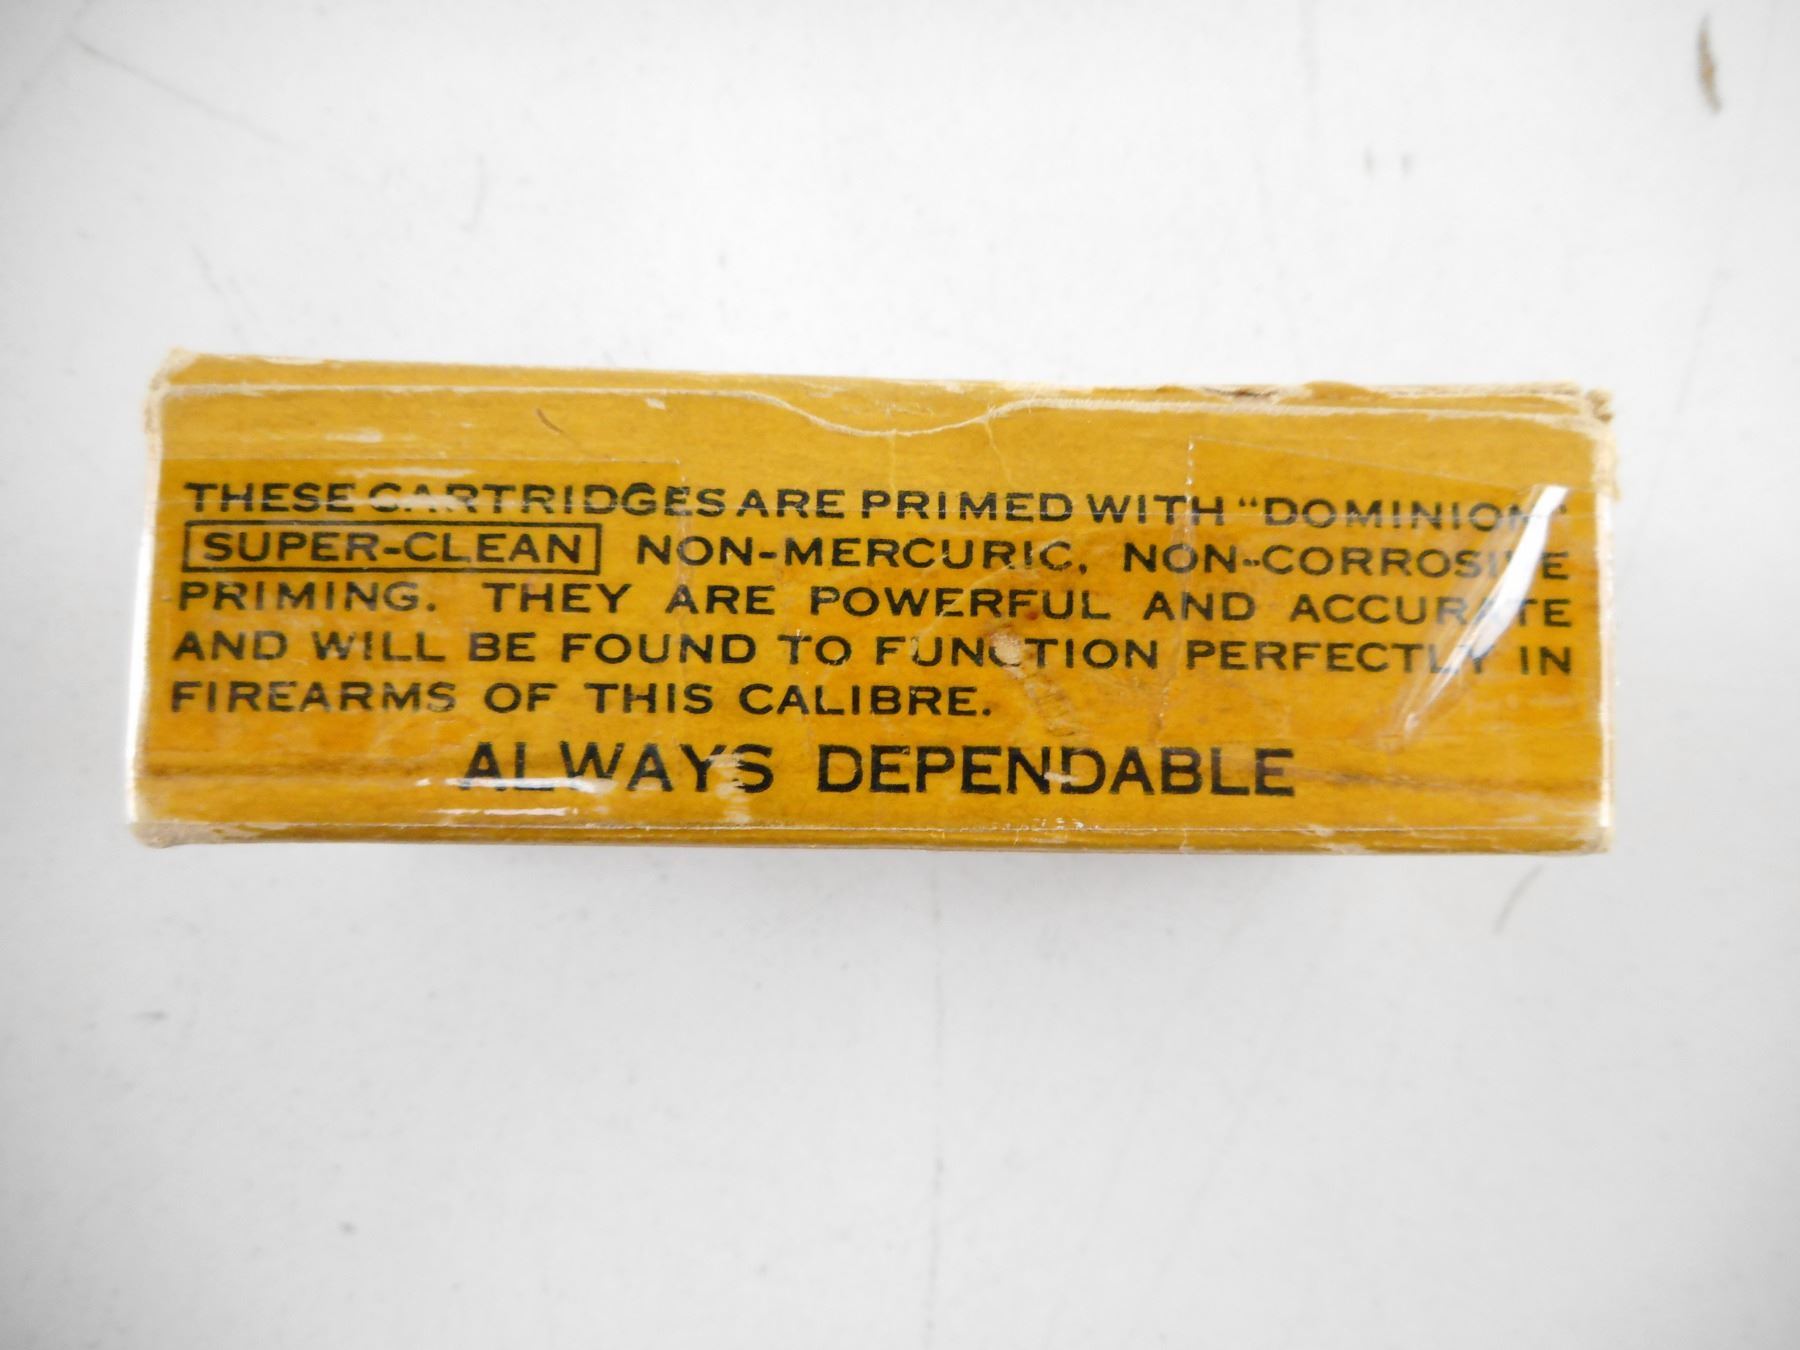 THESE CARTRIDGES ARE PRIMED WITH "DOMINION"
SUPER-CLEAN NON-MERCURIC, NON-CORROSIVE
PRIMING. THEY ARE POWERFUL AND ACCURATE
AND WILL BE FOUND TO FUNCTION PERFECTLY IN
FIREARMS OF THIS CALIBRE.
ALWAYS DEPENDABLE